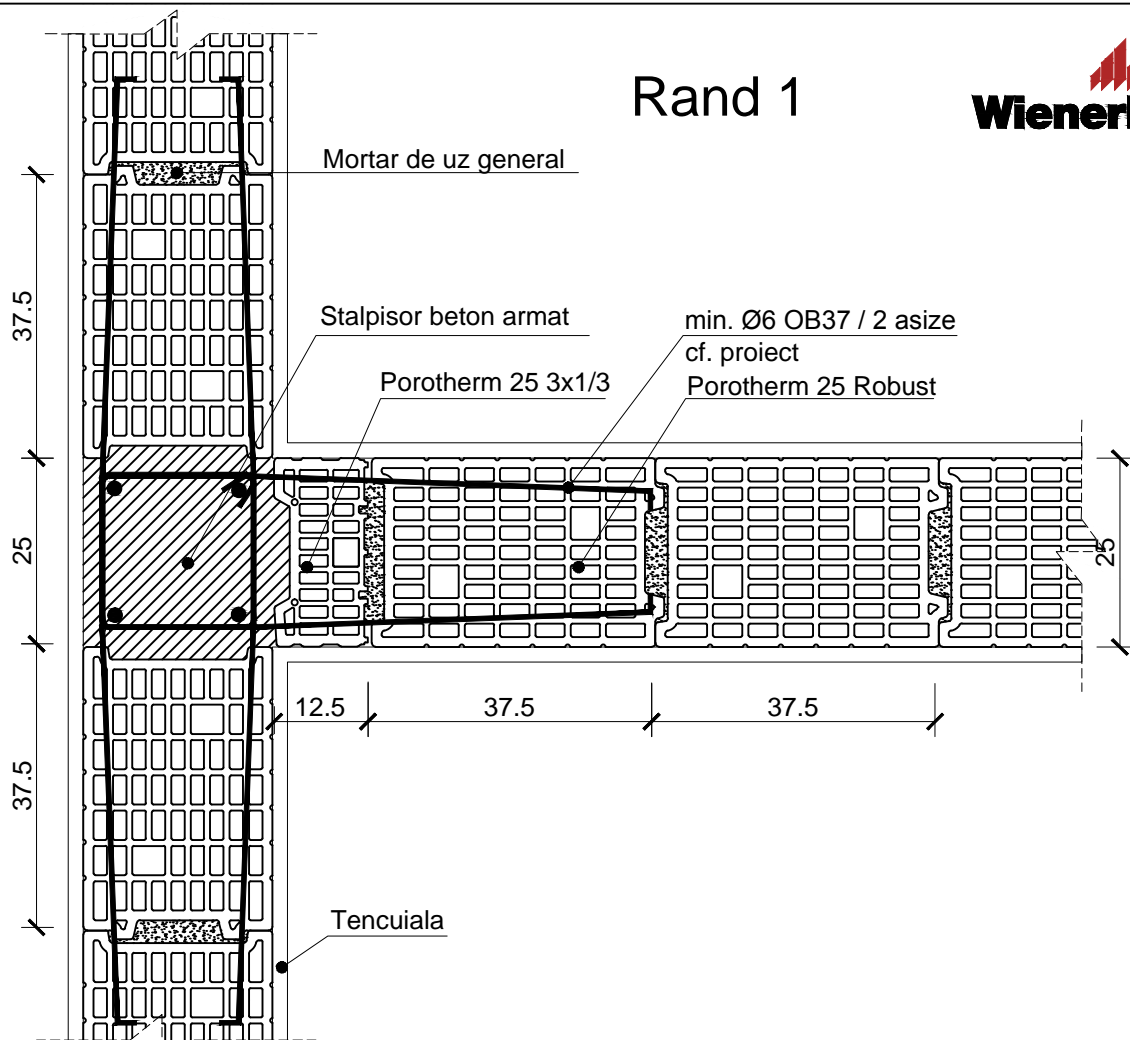 Rand 1
Wiener
Mortar de uz general
37.5
Stalpisor beton armat
min. Ø6 OB37 / 2 asize
cf. proiect
Porotherm 25 3x1/3
Porotherm 25 Robust
25
25
12.5
37.5
37.5
37.5
Tencuiala